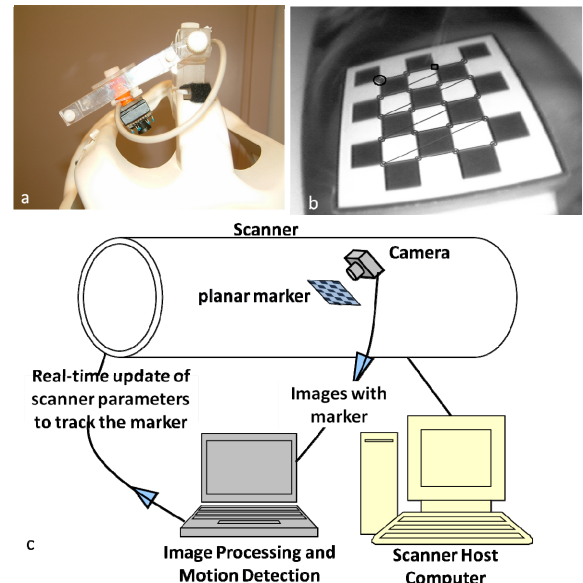 a
b
Scanner
Camera
planar marker
Real-time update of
scanner parameters
to track the marker
Images with
marker
c
Image Processing and
Motion Detection
Scanner Host
Computer